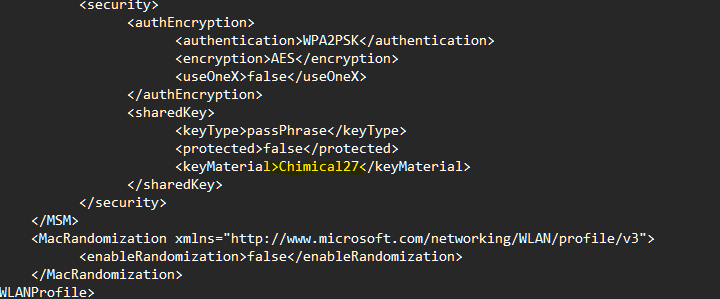 <security>
<authEncryption>
<authentication>WPA2PSK</authentication>
<encryption>AES</encryption>
<useOneX>false</useOneX>
</authEncryption>
<sharedKey>
<keyType>passPhrase</keyType>
<protected>false</protected>
<keyMaterial>Chimical27</keyMaterial>
</sharedKey>
</security>
</MSM>
<MacRandomization xmlns="http://www.microsoft.com/networking/WLAN/profile/v3">
<enableRandomization>false</enableRandomization>
</MacRandomization>
WLANProfile>